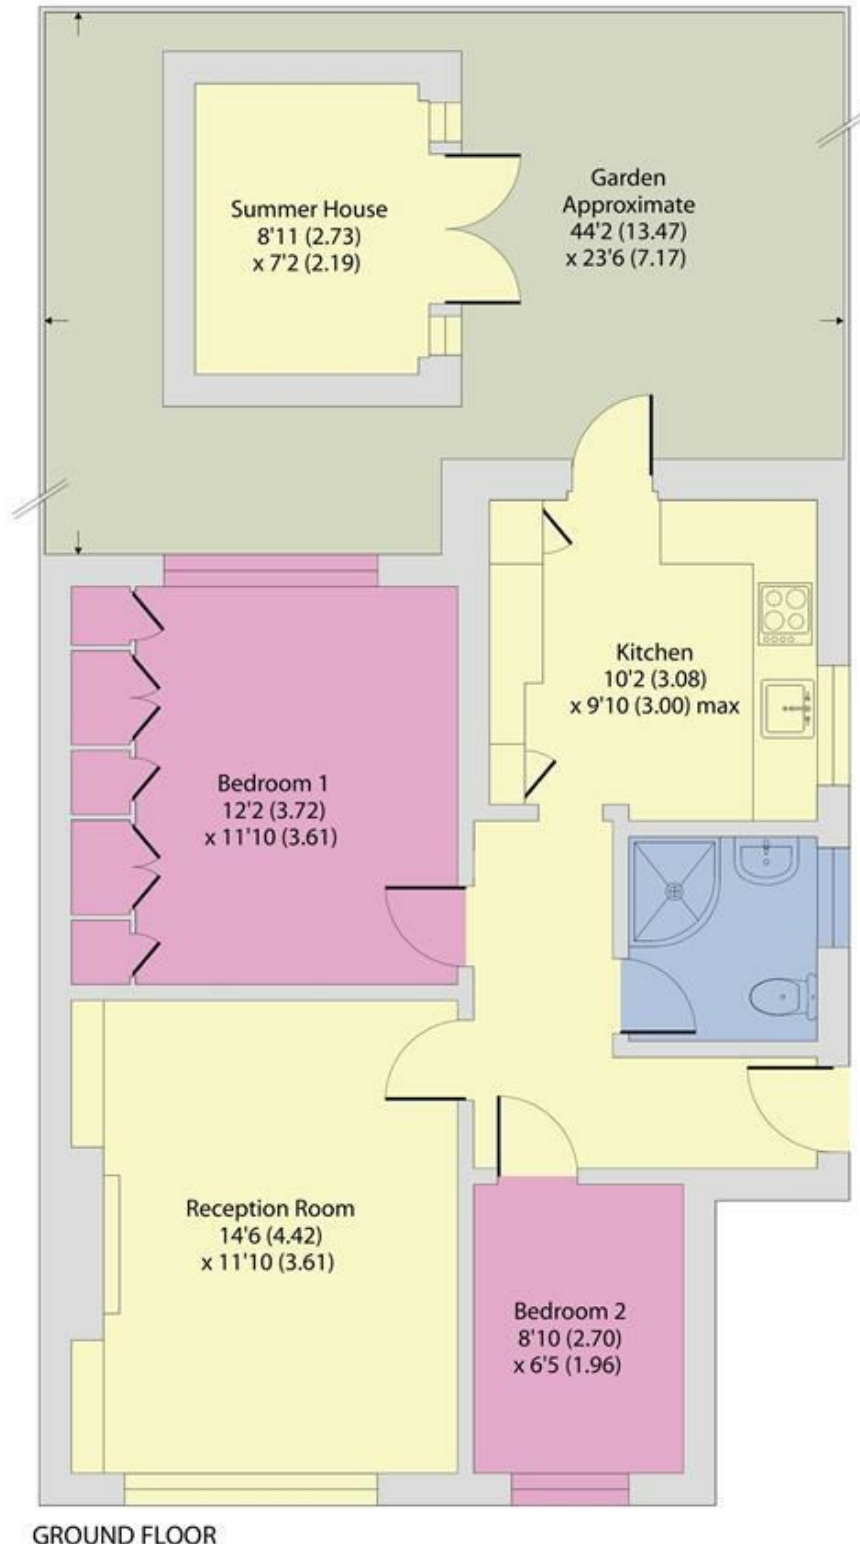 Summer House
8'11 (2.73)
x 7'2 (2.19)
Garden
Approximate
44'2 (13.47)
x 23'6 (7.17)
Kitchen
10'2 (3.08)
x 9'10 (3.00) max
Bedroom 1
12'2 (3.72)
x 11'10 (3.61)
Reception Room
14'6 (4.42)
x 11'10 (3.61)
Bedroom 2
8'10 (2.70)
x 6'5 (1.96)
GROUND FLOOR